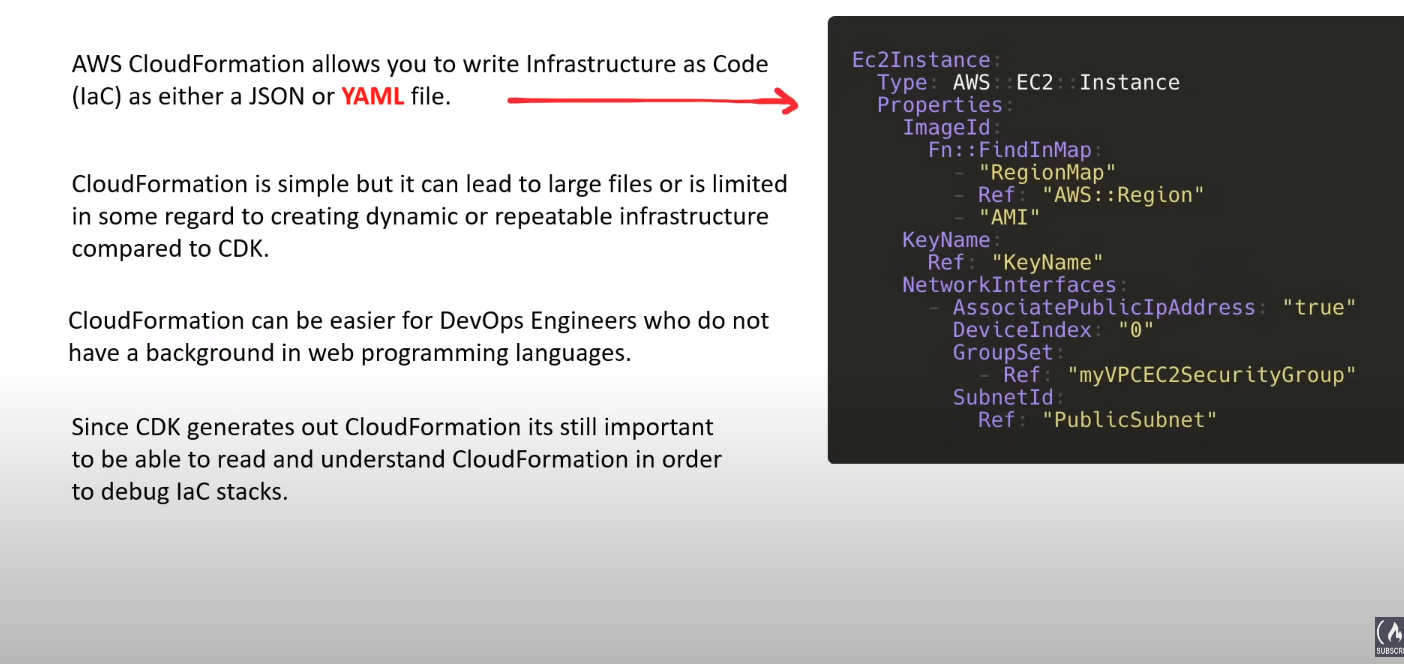 AWS CloudFormation allows you to write Infrastructure as Code
(IaC) as either a JSON or YAML file.
CloudFormation is simple but it can lead to large files or is limited
in some regard to creating dynamic or repeatable infrastructure
compared to CDK.
CloudFormation can be easier for DevOps Engineers who do not
have a background in web programming languages.
Since CDK generates out CloudFormation its still important
to be able to read and understand CloudFormation in order
to debug IaC stacks.
Ec2Instance:
  Type: AWS::EC2::Instance
  Properties:
    ImageId:
      Fn::FindInMap:
        - "RegionMap"
        - Ref: "AWS::Region"
        - "AMI"
    KeyName:
      Ref: "KeyName"
    NetworkInterfaces:
      - AssociatePublicIpAddress: "true"
        DeviceIndex: "0"
        GroupSet:
          - Ref: "myVPCEC2SecurityGroup"
        SubnetId:
          Ref: "PublicSubnet"